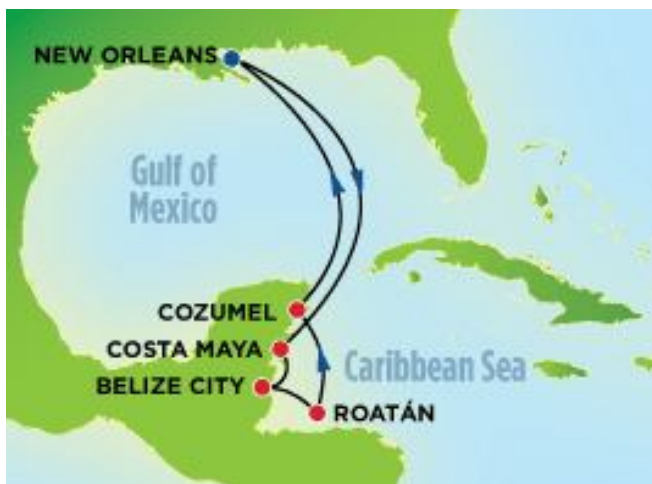 NEW ORLEANS
Gulf of
Mexico
COZUMEL
COSTA MAYA
Caribbean Sea
BELIZE CITY
ROATÁN